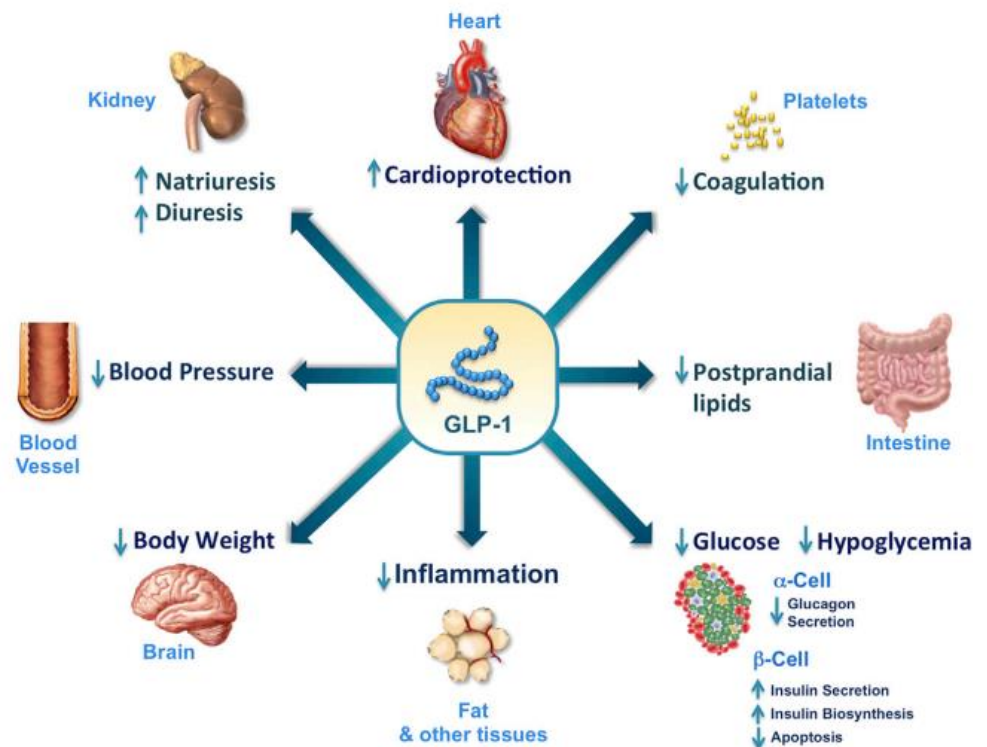 Heart
Kidney
Platelets
↑ Natriuresis
↑ Diuresis
↑ Cardioprotection
↓ Coagulation
↓ Blood Pressure
Blood
Vessel
GLP-1
↓ Postprandial
lipids
Intestine
↓ Body Weight
Brain
↓ Inflammation
Fat
& other tissues
↓ Glucose ↓ Hypoglycemia
α-Cell
↓ Glucagon
Secretion
β-Cell
↑ Insulin Secretion
↑ Insulin Biosynthesis
↓ Apoptosis